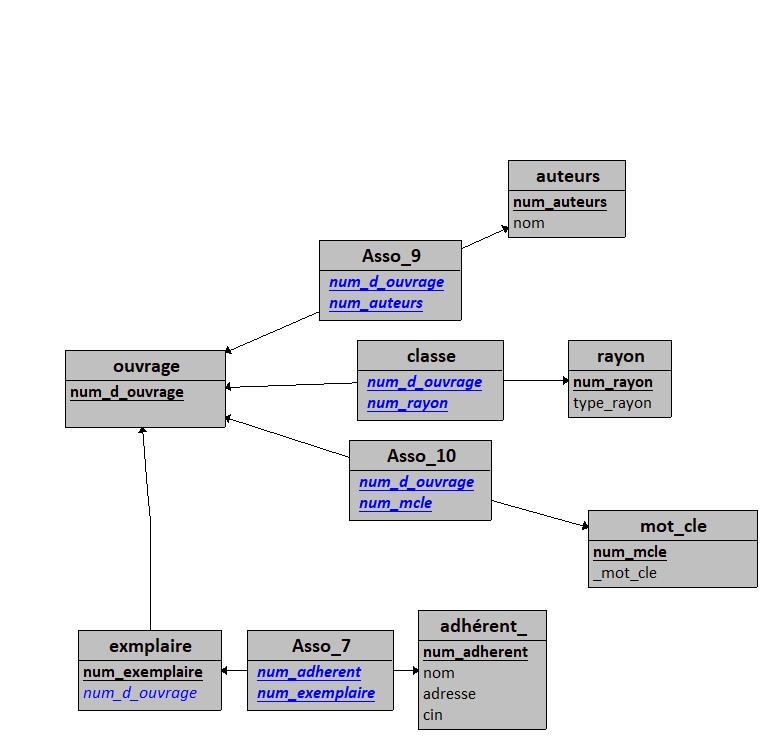 auteurs
num_auteurs
nom
Asso_9
num_d_ouvrage
num_auteurs
ouvrage
num_d_ouvrage
classe
num_d_ouvrage
num_rayon
rayon
num_rayon
type_rayon
Asso_10
num_d_ouvrage
num_mcle
mot_cle
num_mcle
_mot_cle
exmplaire
num_exemplaire
num_d_ouvrage
Asso_7
num_adherent
num_exemplaire
adhérent_
num_adherent
nom
adresse
cin